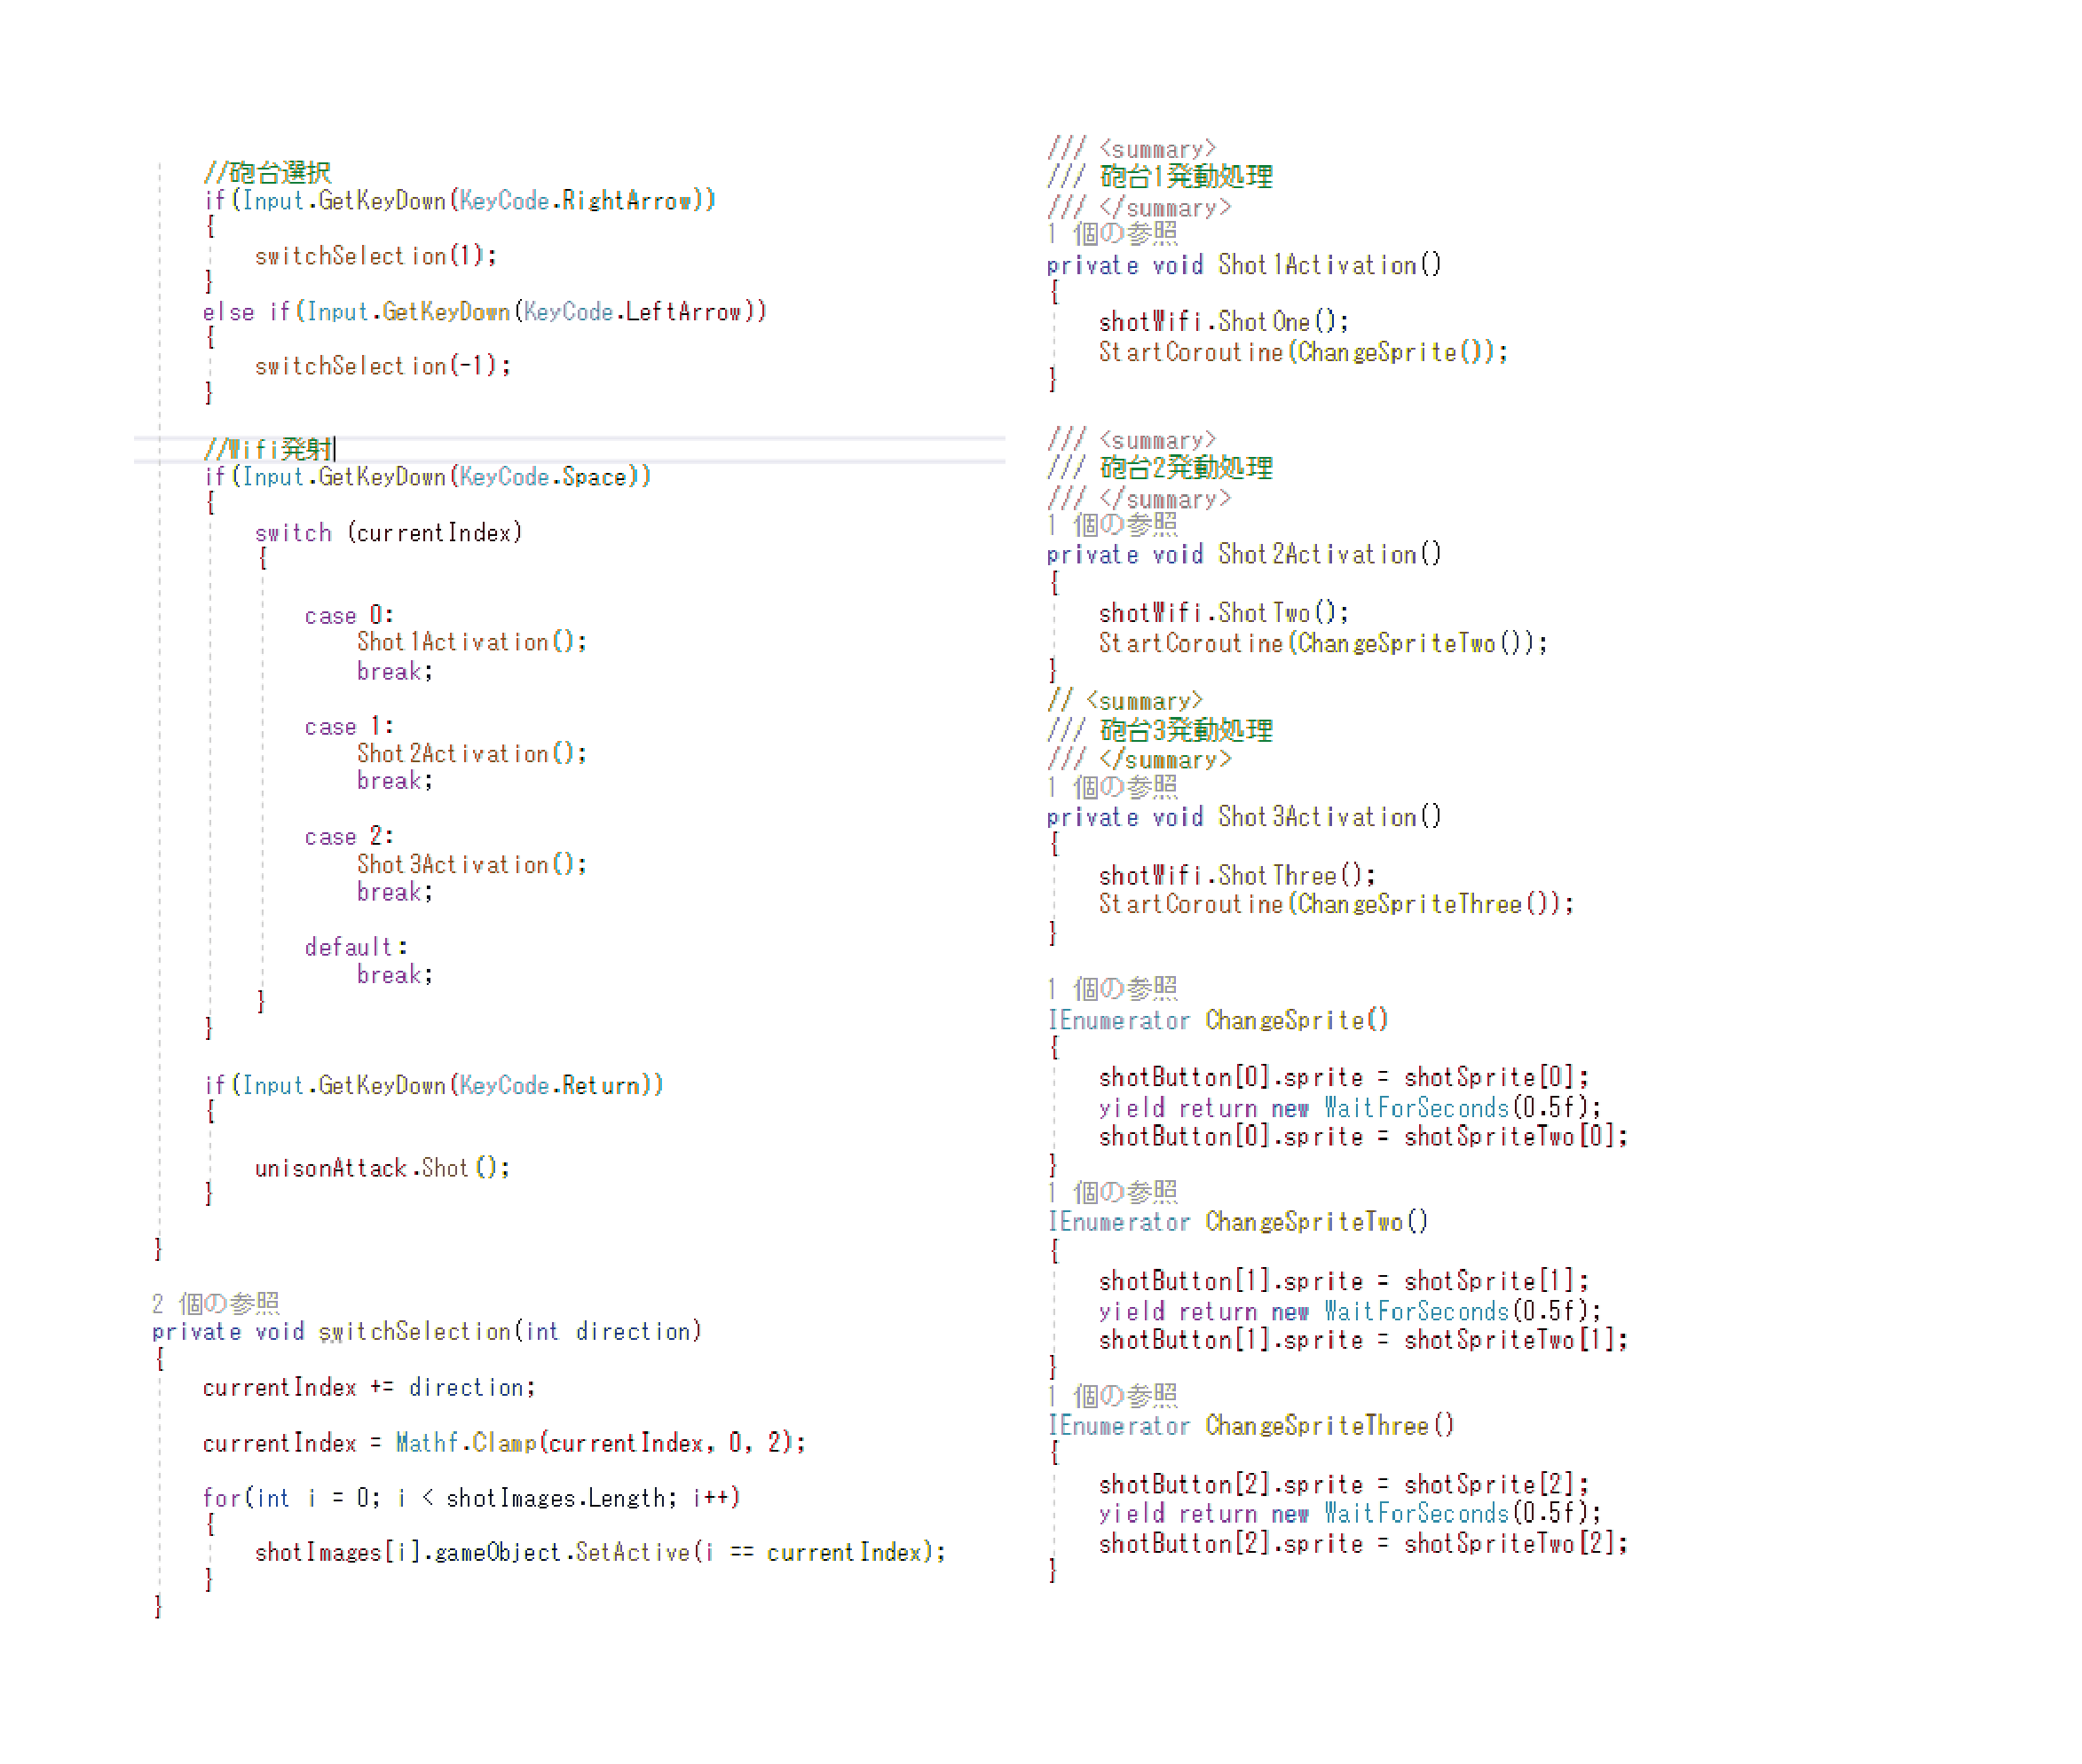 //砲台選択
if(Input.GetKeyDown(KeyCode.RightArrow))
{
switchSelection(1);
}
else if(Input.GetKeyDown(KeyCode.LeftArrow))
{
switchSelection(-1);
}
//Wifi発射
if(Input.GetKeyDown(KeyCode.Space))
{
switch (currentIndex)
{
case 0:
Shot1Activation();
break;
case 1:
Shot2Activation();
break;
case 2:
Shot3Activation();
break;
default:
break;
}
}
if(Input.GetKeyDown(KeyCode.Return))
{
unisonAttack.Shot();
}
}
2 個の参照
private void switchSelection(int direction)
{
currentIndex += direction;
currentIndex = Mathf.Clamp(currentIndex, 0, 2);
for(int i = 0; i < shotImages.Length; i++)
{
shotImages[i].gameObject.SetActive(i == currentIndex);
}
}
/// <summary>
/// 砲台1発動処理
/// </summary>
1 個の参照
private void Shot1Activation()
{
shotWifi.ShotOne();
StartCoroutine(ChangeSprite());
}
/// <summary>
/// 砲台2発動処理
/// </summary>
1 個の参照
private void Shot2Activation()
{
shotWifi.ShotTwo();
StartCoroutine(ChangeSpriteTwo());
}
// <summary>
/// 砲台3発動処理
/// </summary>
1 個の参照
private void Shot3Activation()
{
shotWifi.ShotThree();
StartCoroutine(ChangeSpriteThree());
}
1 個の参照
IEnumerator ChangeSprite()
{
shotButton[0].sprite = shotSprite[0];
yield return new WaitForSeconds(0.5f);
shotButton[0].sprite = shotSpriteTwo[0];
}
1 個の参照
IEnumerator ChangeSpriteTwo()
{
shotButton[1].sprite = shotSprite[1];
yield return new WaitForSeconds(0.5f);
shotButton[1].sprite = shotSpriteTwo[1];
}
1 個の参照
IEnumerator ChangeSpriteThree()
{
shotButton[2].sprite = shotSprite[2];
yield return new WaitForSeconds(0.5f);
shotButton[2].sprite = shotSpriteTwo[2];
}